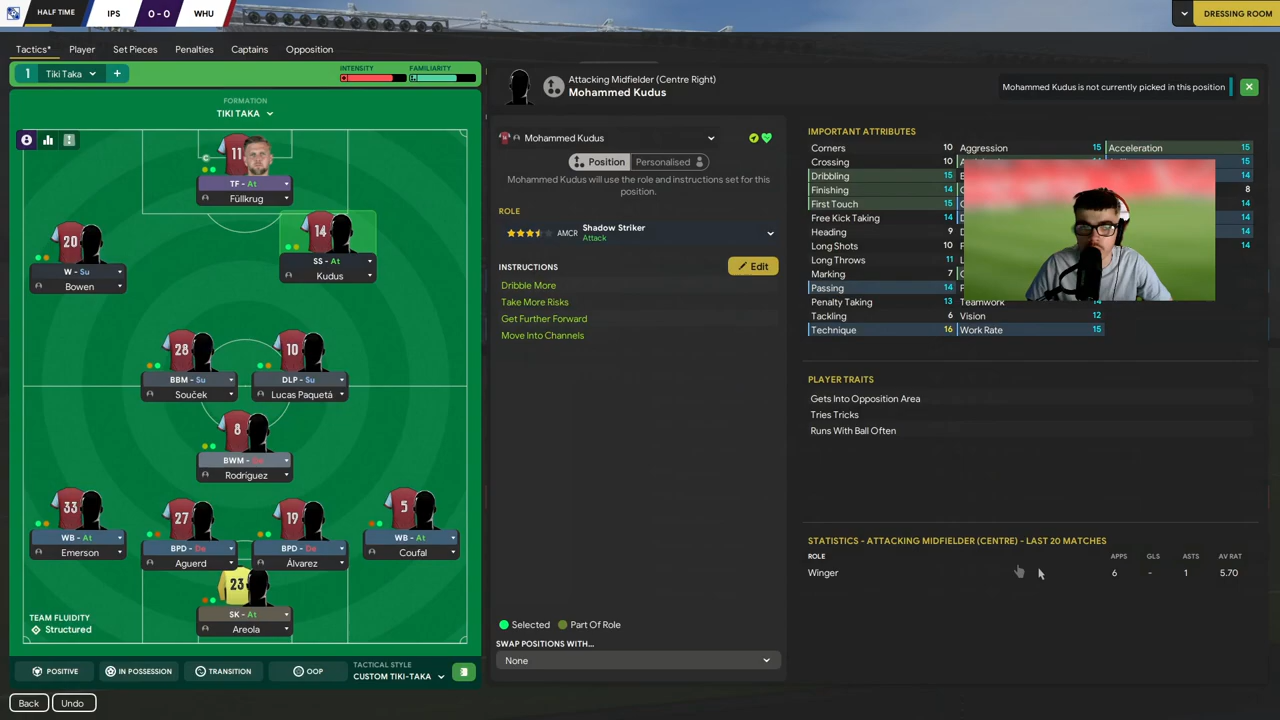 HALF TIME IPS 0 - 0 WHU DRESSING ROOM
Tactics* Player Set Pieces Penalties Captains Opposition
1 Tiki Taka + INTENSITY FAMILIARITY
FORMATION
TIKI TAKA
11
TF - At
Füllkrug
14
SS - At
Kudus
20
W - Su
Bowen
28
BBM - Su
Souček
10
DLP - Su
Lucas Paquetá
8
BWM - De
Rodríguez
33
WB - At
Emerson
27
BPD - De
Aguerd
19
BPD - De
Álvarez
5
WB - At
Coufal
23
SK - At
Areola
TEAM FLUIDITY
Structured
POSITIVE IN POSSESSION TRANSITION OOP TACTICAL STYLE
CUSTOM TIKI-TAKA
Back Undo
Attacking Midfielder (Centre Right)
Mohammed Kudus
Mohammed Kudus is not currently picked in this position
Mohammed Kudus
Position Personalised
Mohammed Kudus will use the role and instructions set for this
position.
ROLE
AMCR Shadow Striker
Attack
INSTRUCTIONS Edit
Dribble More
Take More Risks
Get Further Forward
Move Into Channels
Selected Part Of Role
SWAP POSITIONS WITH...
None
IMPORTANT ATTRIBUTES
Corners 10 Aggression 15 Acceleration 15
Crossing 10
Dribbling 15 14
Finishing 14 8
First Touch 15 14
Free Kick Taking 14 14
Heading 9 14
Long Shots 10 14
Long Throws 11
Marking 7
Passing 14
Penalty Taking 13 Teamwork 14
Tackling 6 Vision 12
Technique 16 Work Rate 15
PLAYER TRAITS
Gets Into Opposition Area
Tries Tricks
Runs With Ball Often
STATISTICS - ATTACKING MIDFIELDER (CENTRE) - LAST 20 MATCHES
ROLE APPS GLS ASTS AV RAT
Winger 6 - 1 5.70